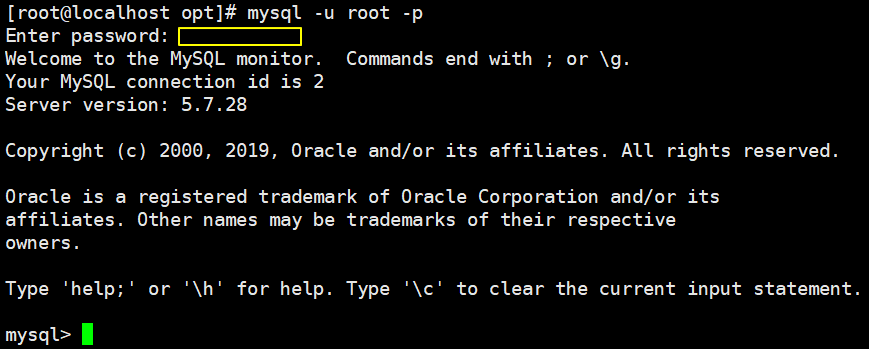 [root@localhost opt]# mysql -u root -p
Enter password:
Welcome to the MySQL monitor.  Commands end with ; or \g.
Your MySQL connection id is 2
Server version: 5.7.28
Copyright (c) 2000, 2019, Oracle and/or its affiliates. All rights reserved.
Oracle is a registered trademark of Oracle Corporation and/or its
affiliates. Other names may be trademarks of their respective
owners.
Type 'help;' or '\h' for help. Type '\c' to clear the current input statement.
mysql>